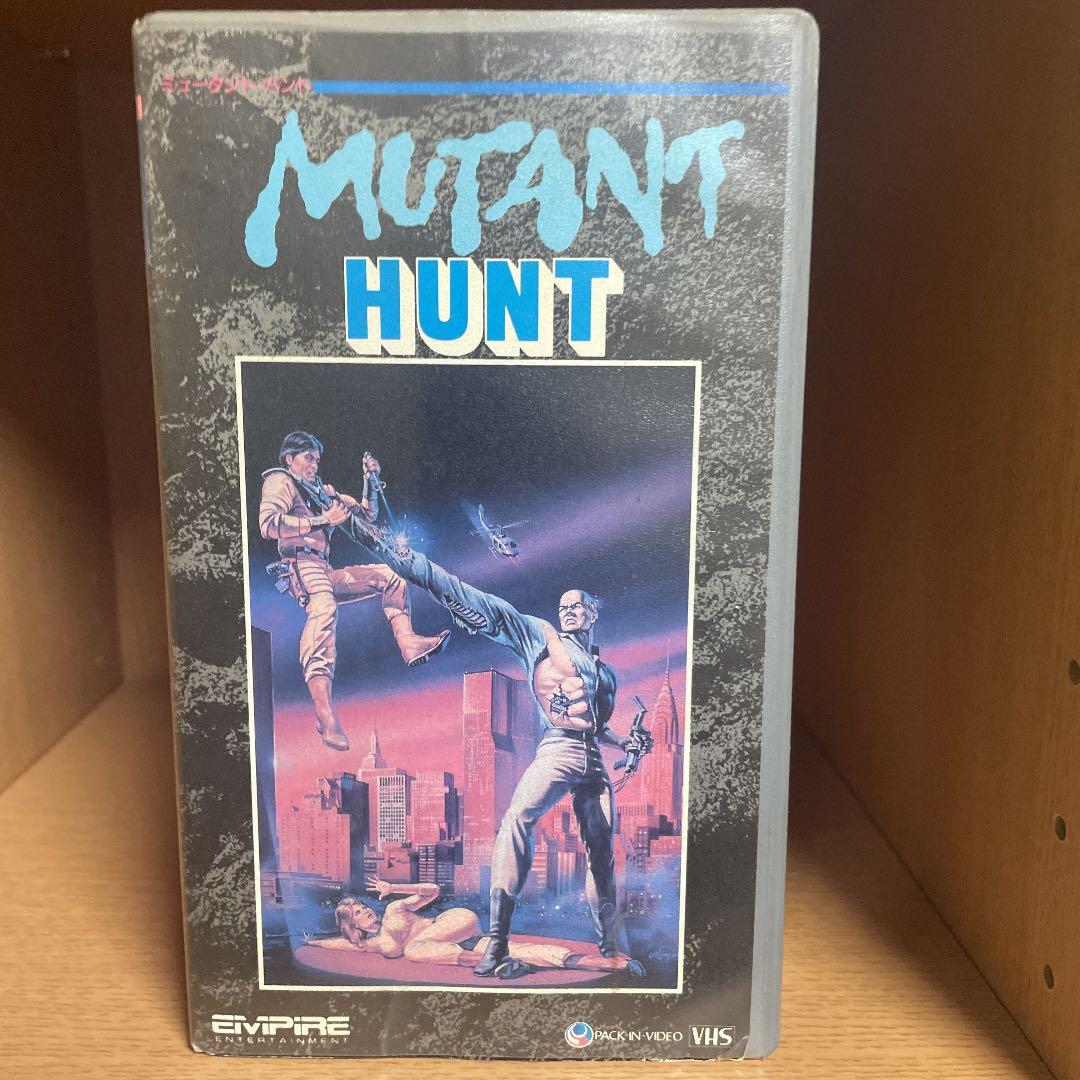 ミュータント・ハント
MUTANT
HUNT
EMPIRE
ENTERTAINMENT
PACK-IN-VIDEO VHS